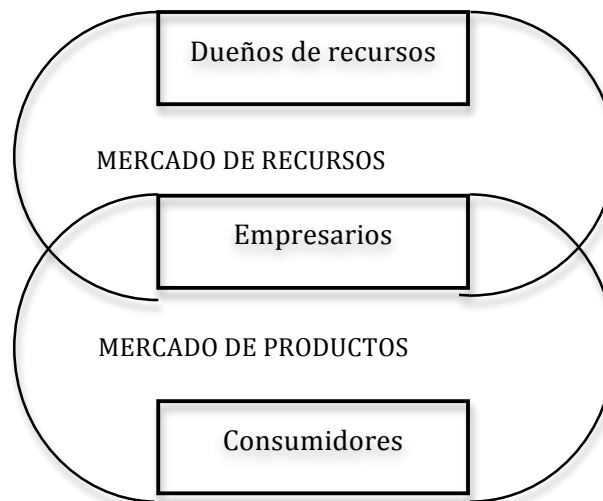 Dueños de recursos
MERCADO DE RECURSOS
Empresarios
MERCADO DE PRODUCTOS
Consumidores